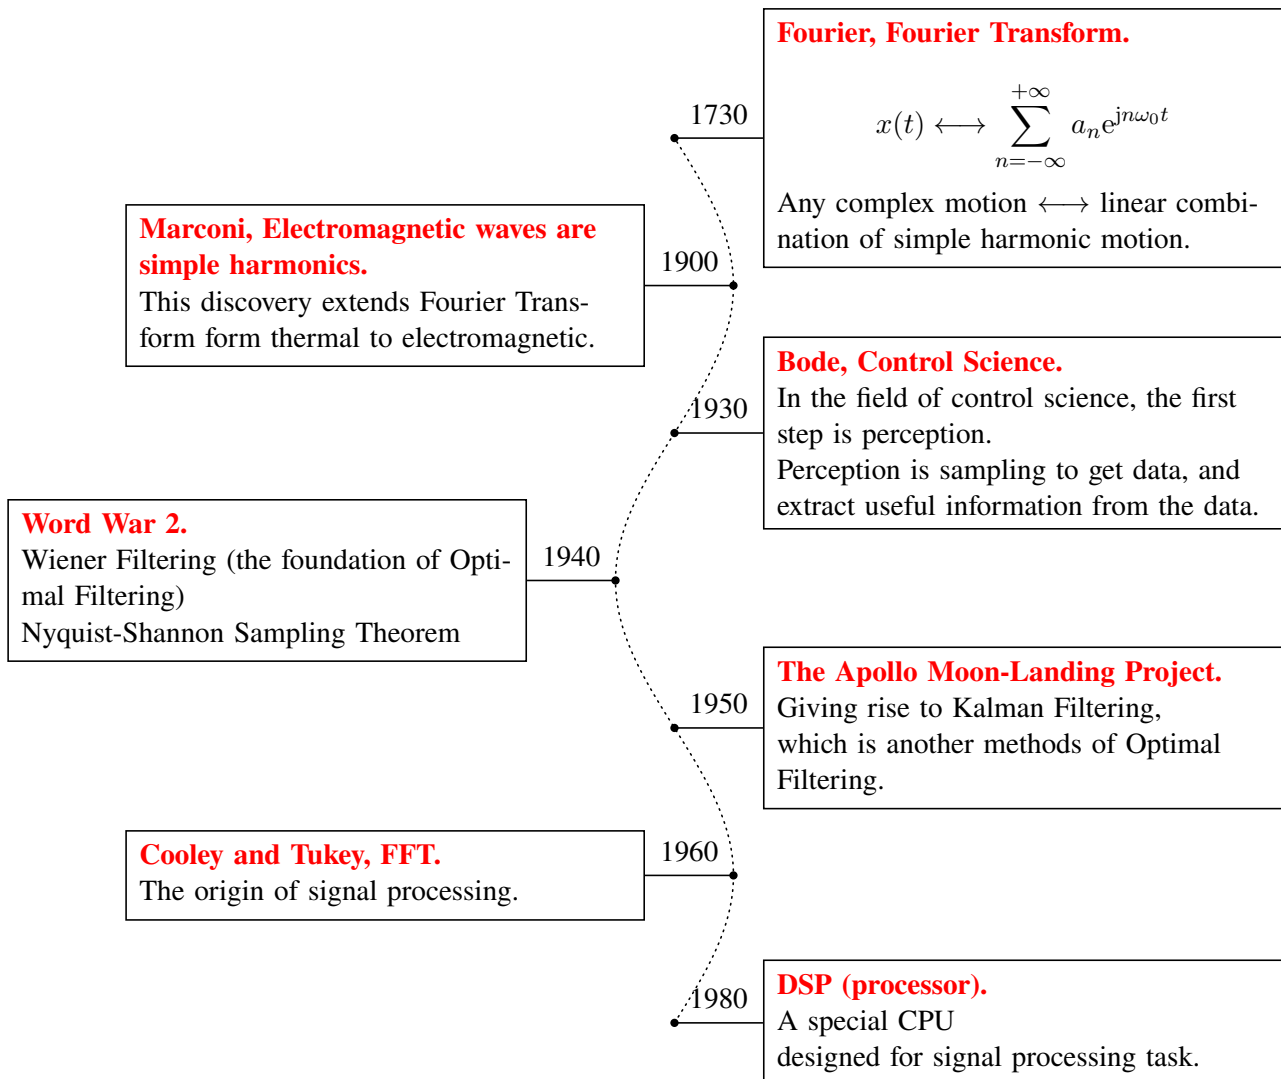 1730
Fourier, Fourier Transform.
x(t) ⟷ ∑_{n=-∞}^{+∞} a_n e^{jnω_0t}
Any complex motion ⟷ linear combi-
nation of simple harmonic motion.
1900
Marconi, Electromagnetic waves are
simple harmonics.
This discovery extends Fourier Trans-
form form thermal to electromagnetic.
1930
Bode, Control Science.
In the field of control science, the first
step is perception.
Perception is sampling to get data, and
extract useful information from the data.
1940
Word War 2.
Wiener Filtering (the foundation of Opti-
mal Filtering)
Nyquist-Shannon Sampling Theorem
1950
The Apollo Moon-Landing Project.
Giving rise to Kalman Filtering,
which is another methods of Optimal
Filtering.
1960
Cooley and Tukey, FFT.
The origin of signal processing.
1980
DSP (processor).
A special CPU
designed for signal processing task.